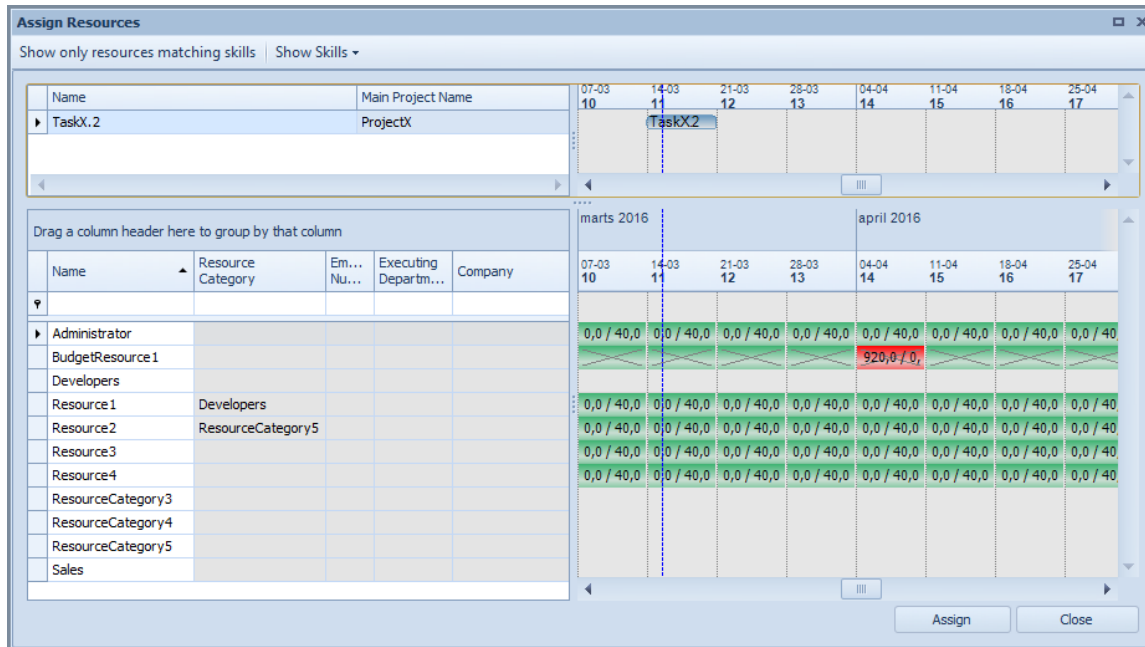 Assign Resources
Show only resources matching skills Show Skills
Name Main Project Name
TaskX.2 ProjectX
07-03 14-03 21-03 28-03 04-04 11-04 18-04 25-04
10 11 12 13 14 15 16 17
TaskX.2
Drag a column header here to group by that column
marts 2016 april 2016
Name Resource Category Em... Nu... Executing Departm... Company
07-03 14-03 21-03 28-03 04-04 11-04 18-04 25-04
10 11 12 13 14 15 16 17
Administrator 0,0 / 40,0 0,0 / 40,0 0,0 / 40,0 0,0 / 40,0 0,0 / 40,0 0,0 / 40,0 0,0 / 40,0 0,0 / 40
BudgetResource1 920,0 / 0,
Developers
Resource1 Developers 0,0 / 40,0 0,0 / 40,0 0,0 / 40,0 0,0 / 40,0 0,0 / 40,0 0,0 / 40,0 0,0 / 40,0 0,0 / 40
Resource2 ResourceCategory5 0,0 / 40,0 0,0 / 40,0 0,0 / 40,0 0,0 / 40,0 0,0 / 40,0 0,0 / 40,0 0,0 / 40,0 0,0 / 40
Resource3 0,0 / 40,0 0,0 / 40,0 0,0 / 40,0 0,0 / 40,0 0,0 / 40,0 0,0 / 40,0 0,0 / 40,0 0,0 / 40
Resource4 0,0 / 40,0 0,0 / 40,0 0,0 / 40,0 0,0 / 40,0 0,0 / 40,0 0,0 / 40,0 0,0 / 40,0 0,0 / 40
ResourceCategory3
ResourceCategory4
ResourceCategory5
Sales
Assign Close